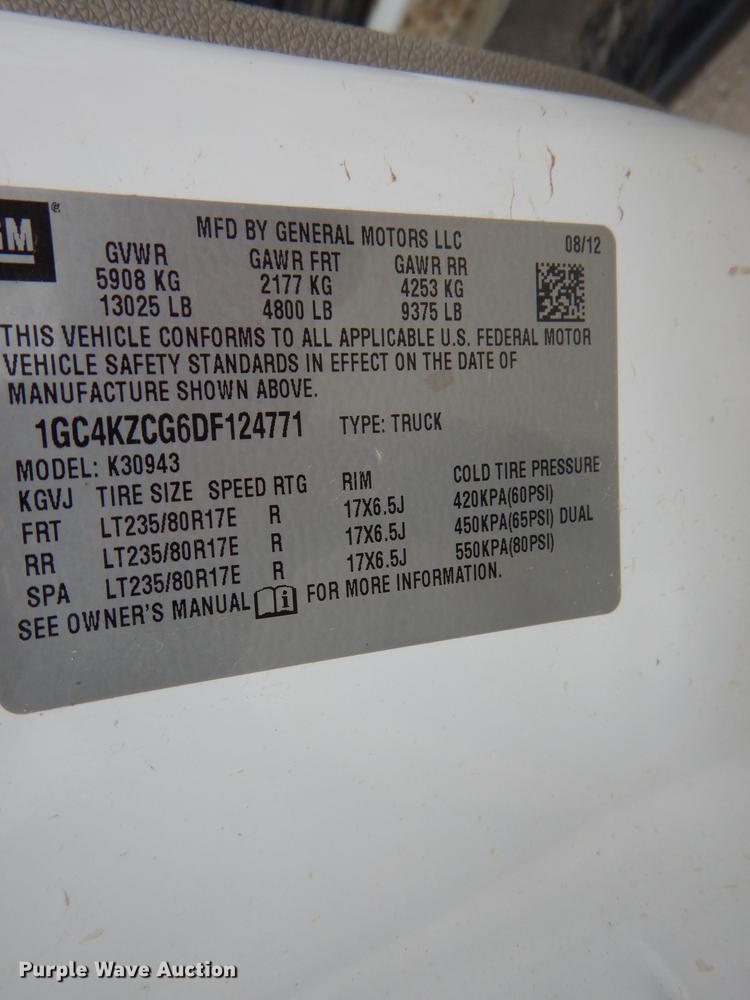 GM®
MFD BY GENERAL MOTORS LLC 08/12
GVWR GAWR FRT GAWR RR
5908 KG 2177 KG 4253 KG
13025 LB 4800 LB 9375 LB
THIS VEHICLE CONFORMS TO ALL APPLICABLE U.S. FEDERAL MOTOR
VEHICLE SAFETY STANDARDS IN EFFECT ON THE DATE OF
MANUFACTURE SHOWN ABOVE.
1GC4KZCG6DF124771 TYPE: TRUCK
MODEL: K30943
KGVJ TIRE SIZE SPEED RTG RIM COLD TIRE PRESSURE
FRT LT235/80R17E R 17X6.5J 420KPA(60PSI)
RR LT235/80R17E R 17X6.5J 450KPA(65PSI) DUAL
SPA LT235/80R17E R 17X6.5J 550KPA(80PSI)
SEE OWNER'S MANUAL i FOR MORE INFORMATION.
Purple Wave Auction